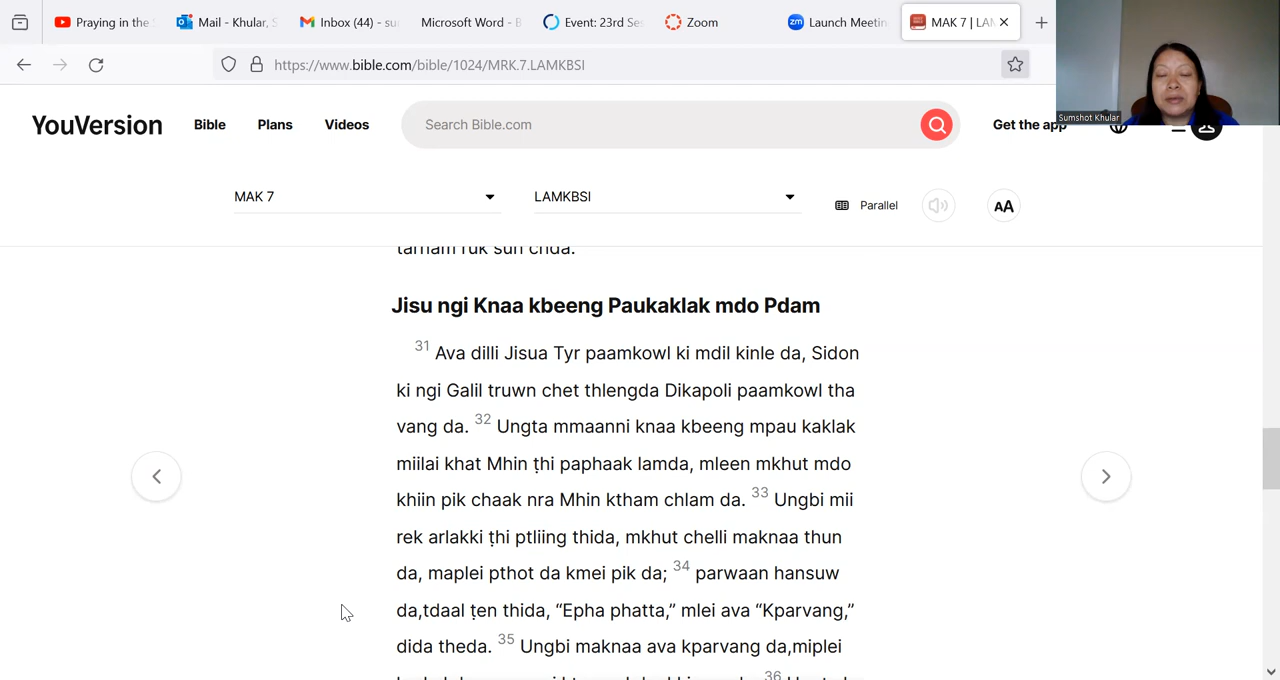 Praying in the
Mail - Khular, S
Inbox (44) - su
Microsoft Word - B
Event: 23rd Se
Zoom
zm
Launch Meetin
MAK 7 | LAM
https://www.bible.com/bible/1024/MRK.7.LAMKBSI
Sumshot Khular
YouVersion
Bible
Plans
Videos
Search Bible.com
Get the app
MAK 7
LAMKBSI
Parallel
AA
Jisu ngi Knaa kbeeng Paukaklak mdo Pdam
31 Ava dilli Jisua Tyr paamkowl ki mdil kinle da, Sidon
ki ngi Galil truwn chet thlengda Dikapoli paamkowl tha
vang da. 32 Ungta mmaanni knaa kbeeng mpau kaklak
miilai khat Mhin ṭhi paphaak lamda, mleen mkhut mdo
khiin pik chaak nra Mhin ktham chlam da. 33 Ungbi mii
rek arlakki ṭhi ptliing thida, mkhut chelli maknaa thun
da, maplei pthot da kmei pik da; 34 parwaan hansuw
da,tdaal ṭen thida, “Epha phatta,” mlei ava “Kparvang,”
dida theda. 35 Ungbi maknaa ava kparvang da,miplei
36